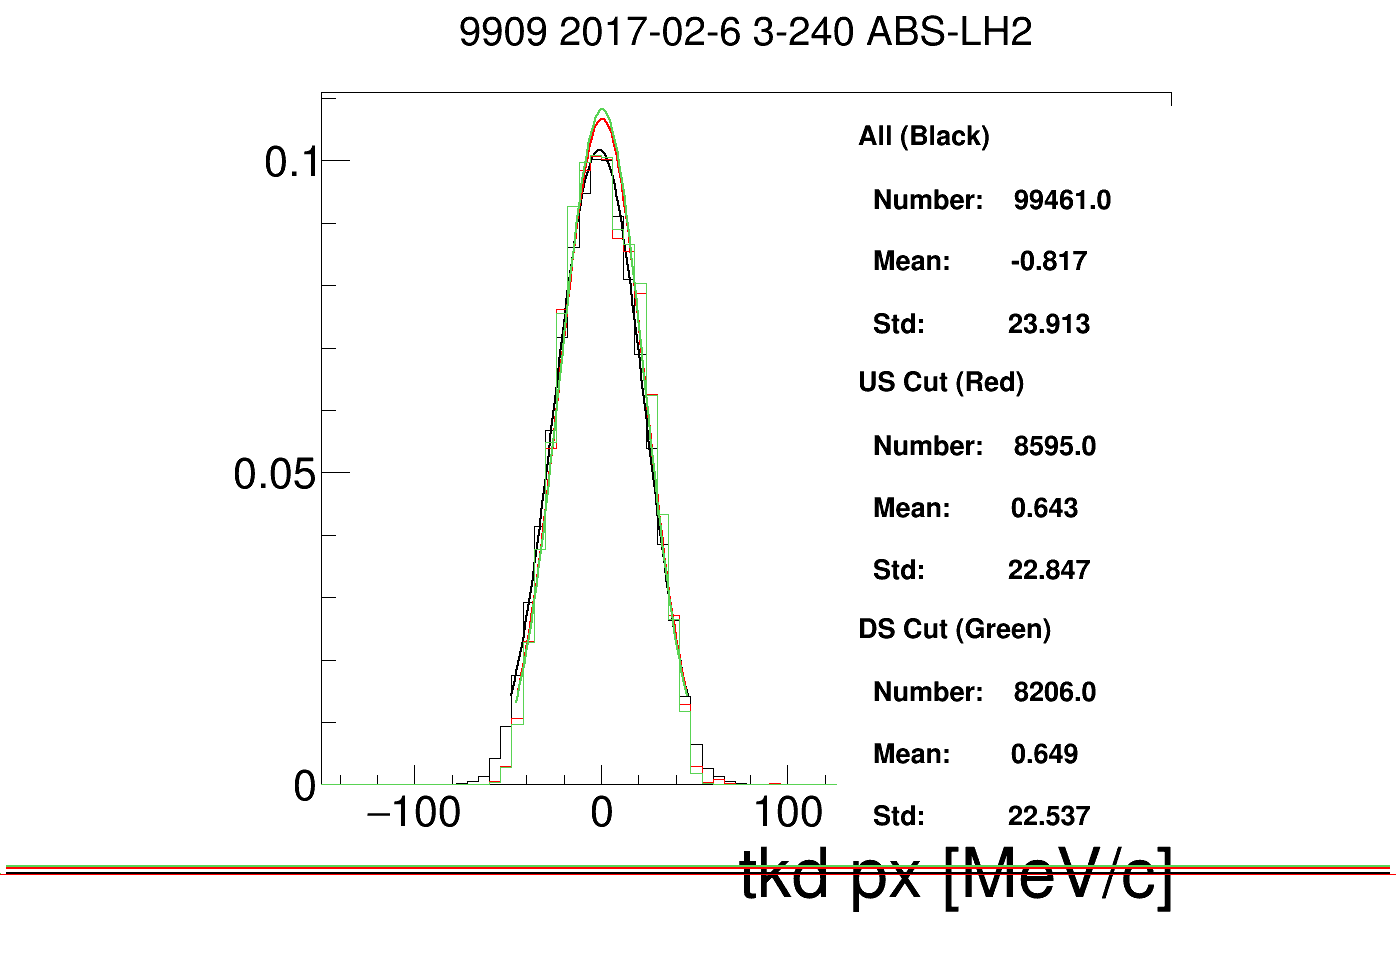 9909 2017-02-6 3-240 ABS-LH2
All (Black)
Number: 99461.0
Mean: -0.817
Std: 23.913
US Cut (Red)
Number: 8595.0
Mean: 0.643
Std: 22.847
DS Cut (Green)
Number: 8206.0
Mean: 0.649
Std: 22.537
0.1
0.05
0
−100 0 100
tkd px [MeV/c]